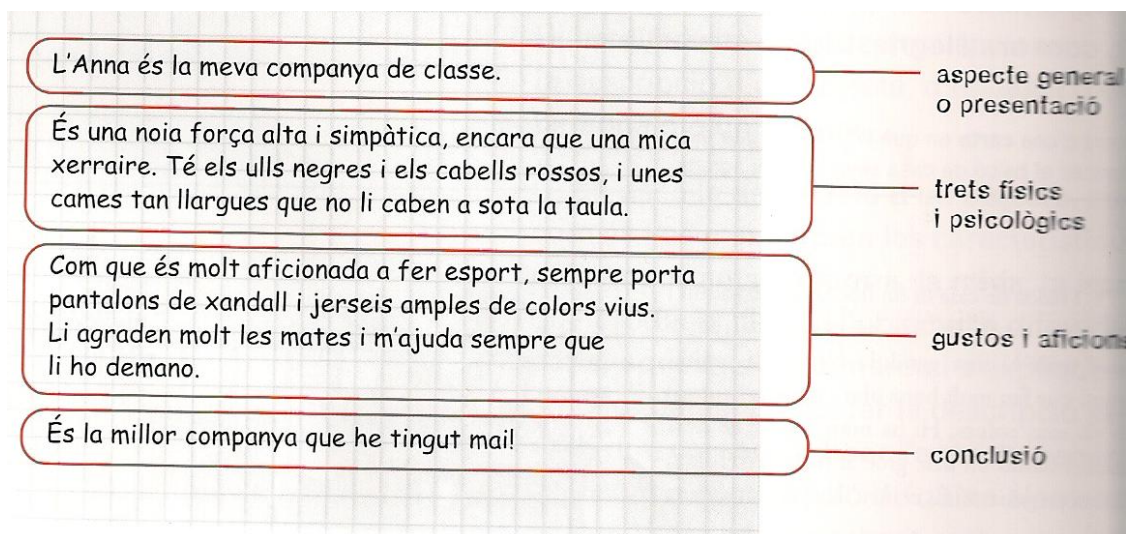 L'Anna és la meva companya de classe.
aspecte general
o presentació
És una noia força alta i simpàtica, encara que una mica
xerraire. Té els ulls negres i els cabells rossos, i unes
cames tan llargues que no li caben a sota la taula.
trets físics
i psicològics
Com que és molt aficionada a fer esport, sempre porta
pantalons de xandall i jerseis amples de colors vius.
Li agraden molt les mates i m'ajuda sempre que
li ho demano.
gustos i aficions
És la millor companya que he tingut mai!
conclusió